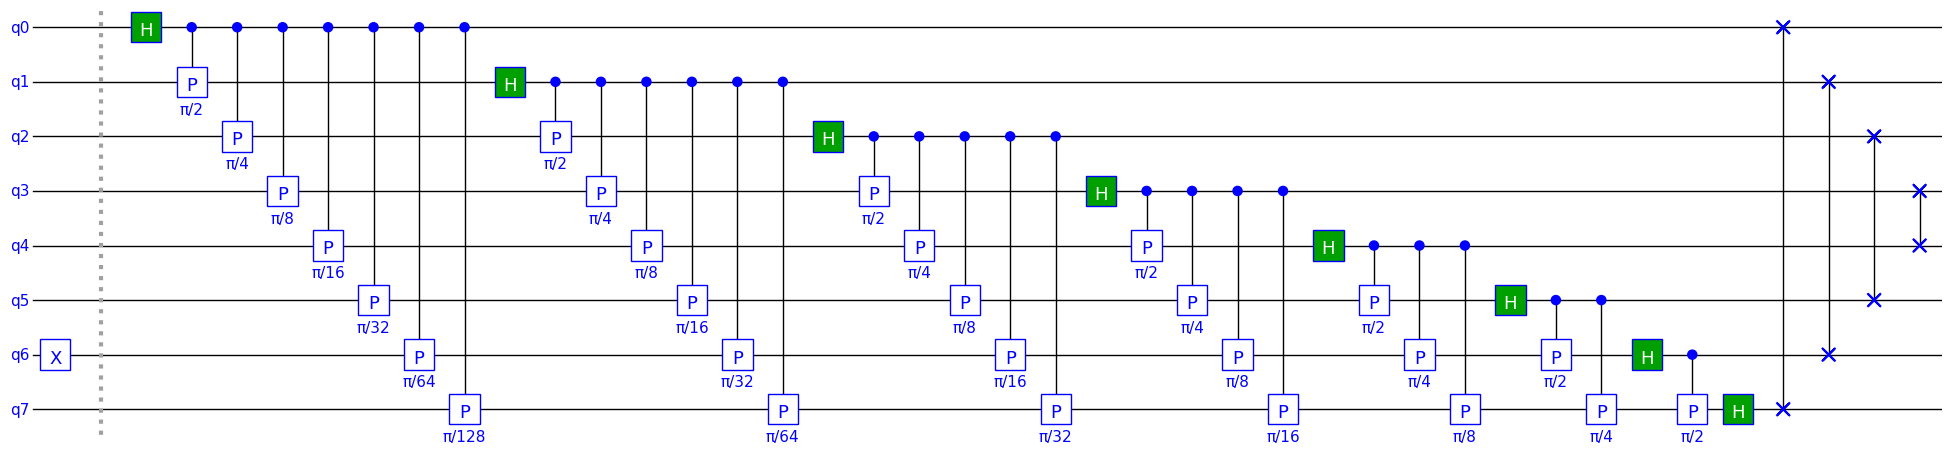 q0 H
q1 P H
π/2
q2 P P H
π/4 π/2
q3 P P P H
π/8 π/4 π/2
q4 P P P P H
π/16 π/8 π/4 π/2
q5 P P P P P H
π/32 π/16 π/8 π/4 π/2
q6 X P P P P P P H
π/64 π/32 π/16 π/8 π/4 π/2
q7 P P P P P P P H
π/128 π/64 π/32 π/16 π/8 π/4 π/2